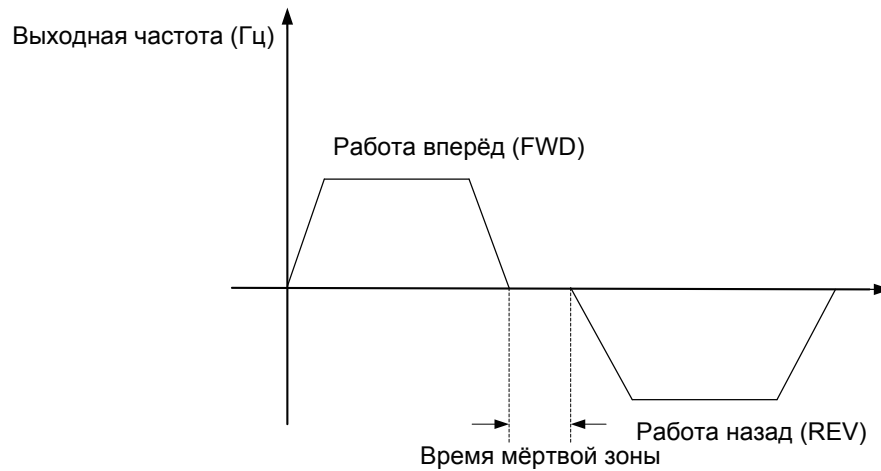 Выходная частота (Гц)
Работа вперёд (FWD)
Работа назад (REV)
Время мёртвой зоны